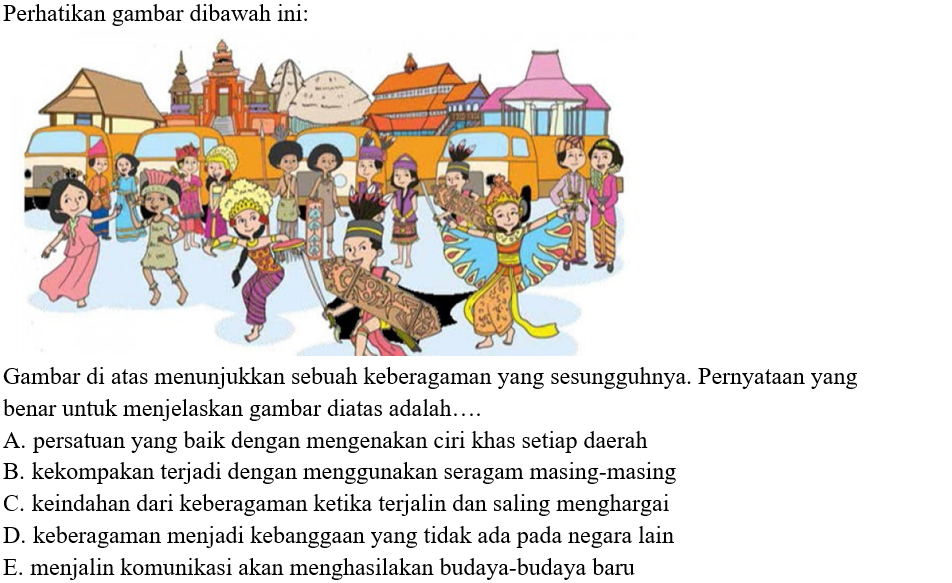 Perhatikan gambar dibawah ini:
Gambar di atas menunjukkan sebuah keberagaman yang sesungguhnya. Pernyataan yang
benar untuk menjelaskan gambar diatas adalah….
A. persatuan yang baik dengan mengenakan ciri khas setiap daerah
B. kekompakan terjadi dengan menggunakan seragam masing-masing
C. keindahan dari keberagaman ketika terjalin dan saling menghargai
D. keberagaman menjadi kebanggaan yang tidak ada pada negara lain
E. menjalin komunikasi akan menghasilakan budaya-budaya baru